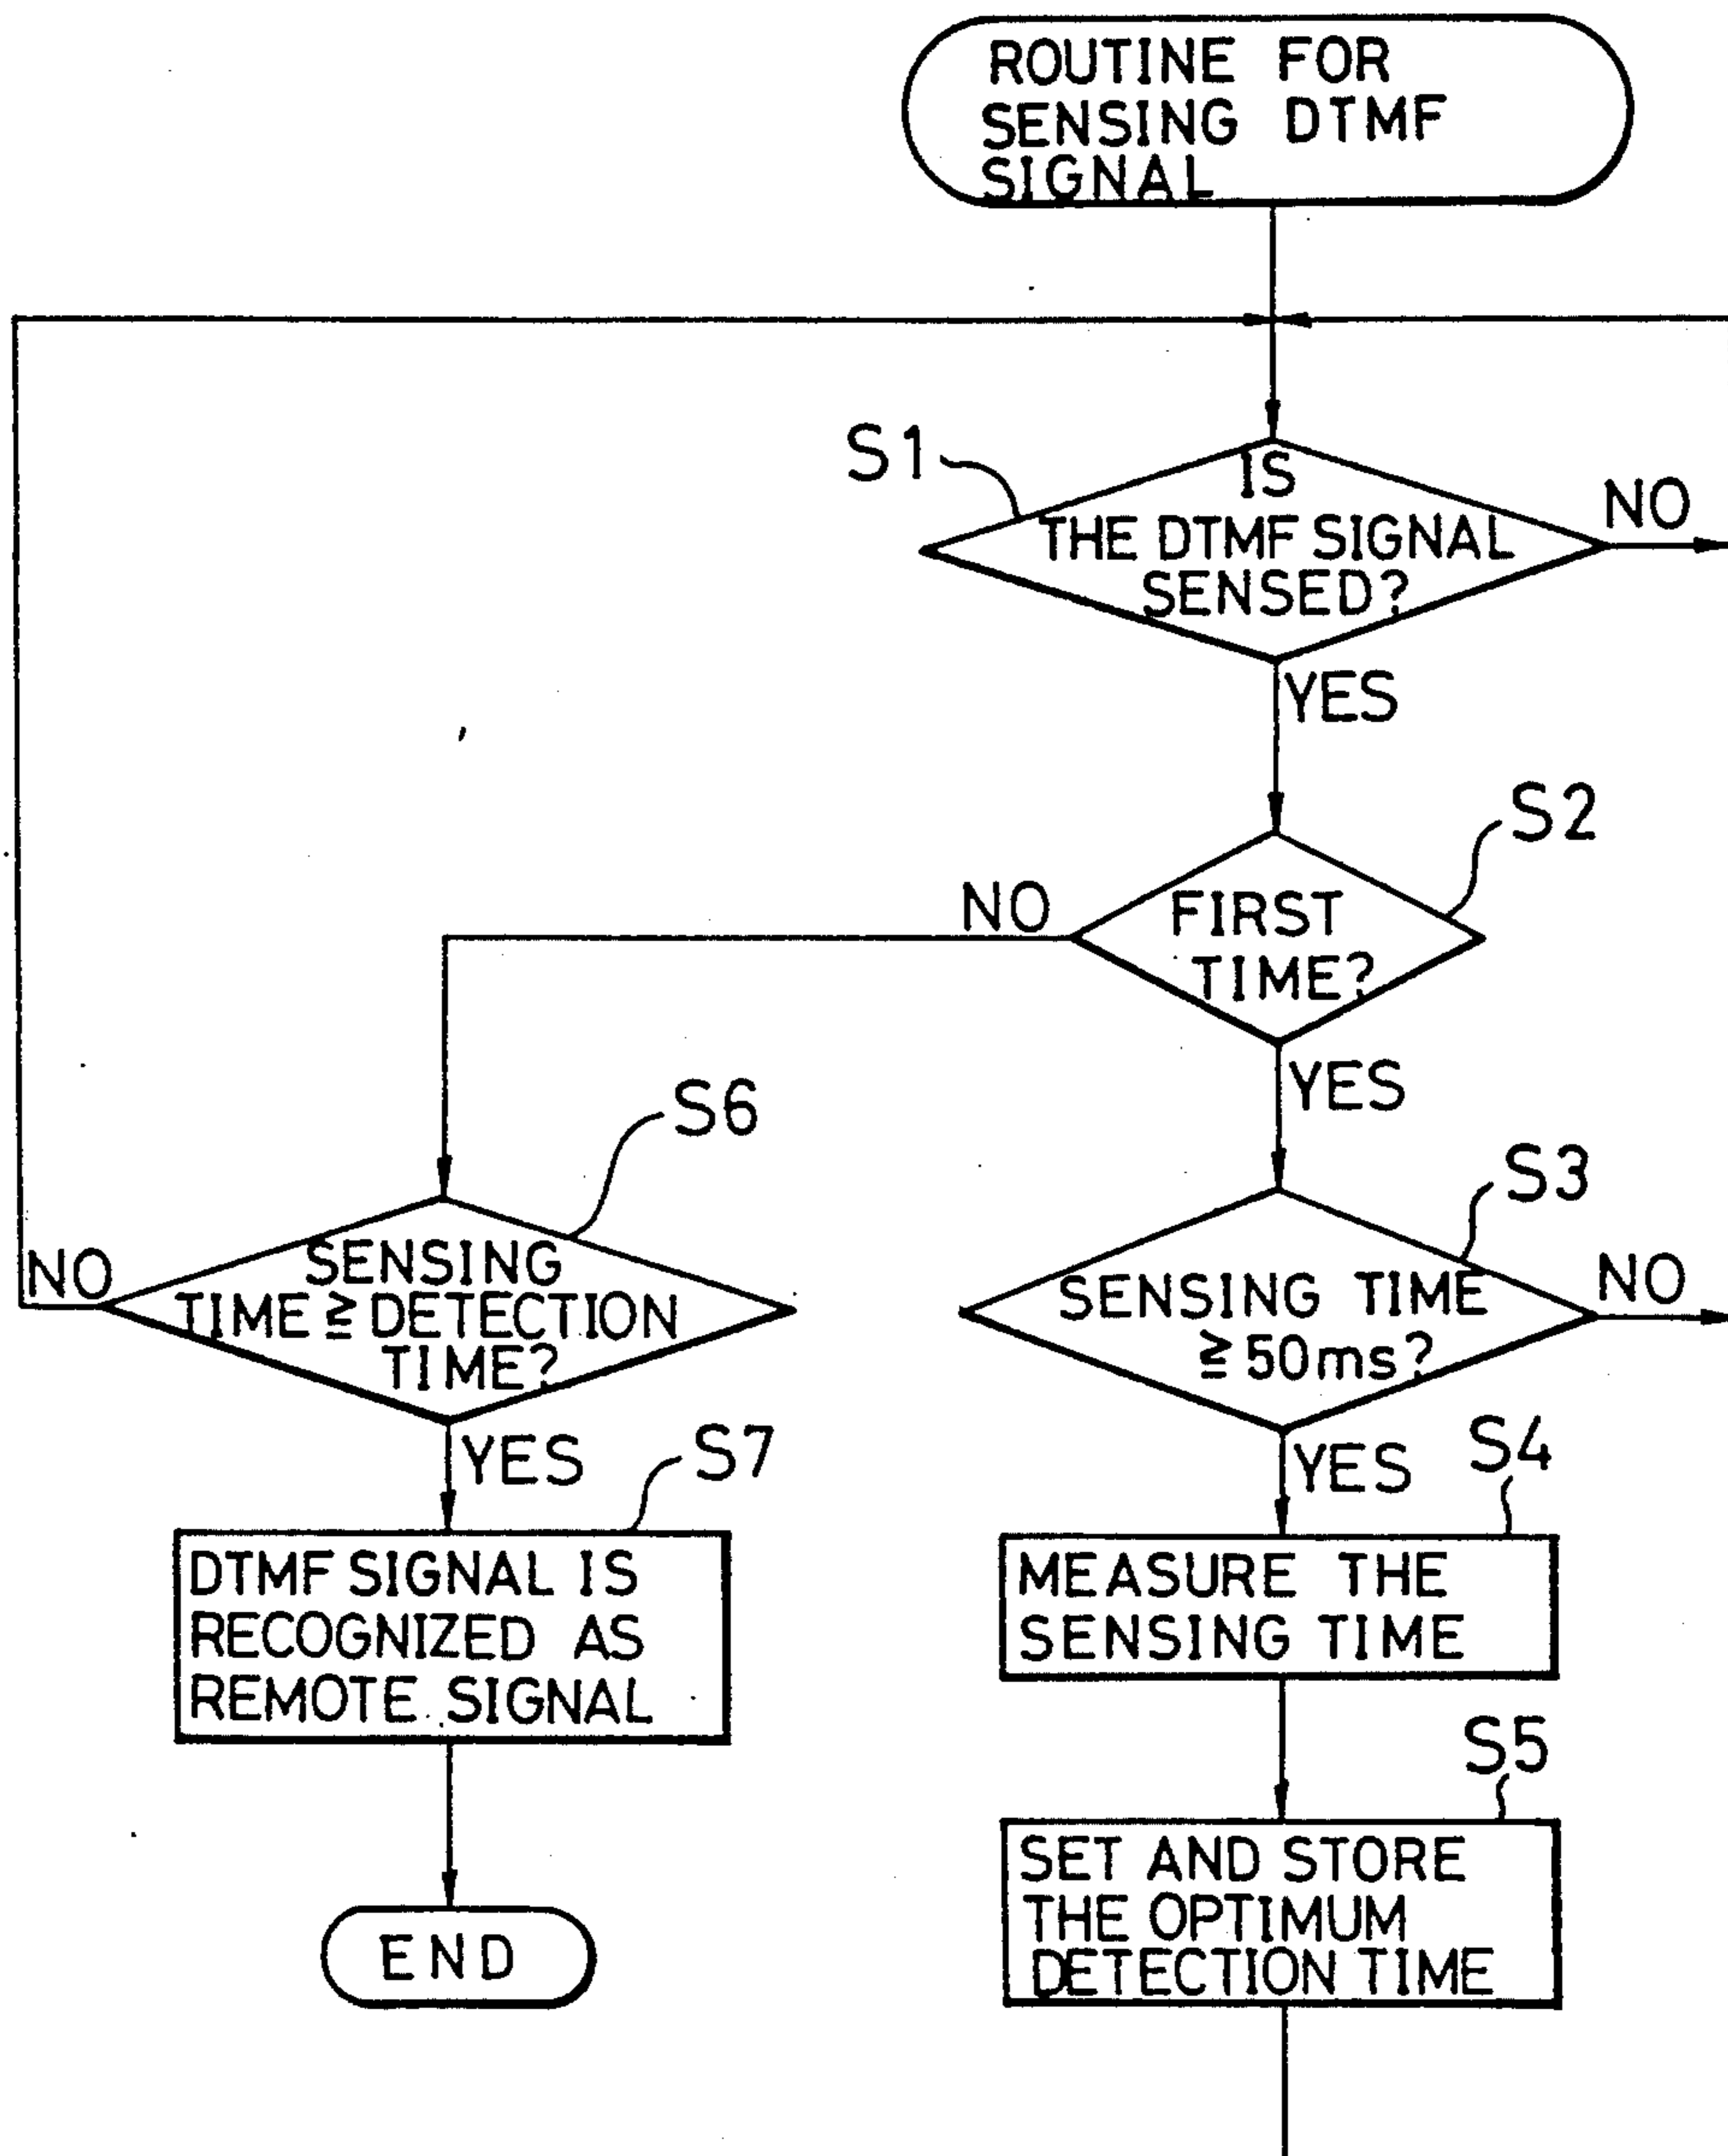 ROUTINE FOR
SENSING DTMF
SIGNAL
S1
IS
THE DTMF SIGNAL
SENSED?
NO
YES
S2
NO
FIRST
TIME?
YES
S6
S3
NO
SENSING
TIME ≧ DETECTION
TIME?
SENSING TIME
≧ 50ms?
NO
YES
S7
YES
S4
DTMF SIGNAL IS
RECOGNIZED AS
REMOTE SIGNAL
MEASURE THE
SENSING TIME
S5
SET AND STORE
THE OPTIMUM
DETECTION TIME
END